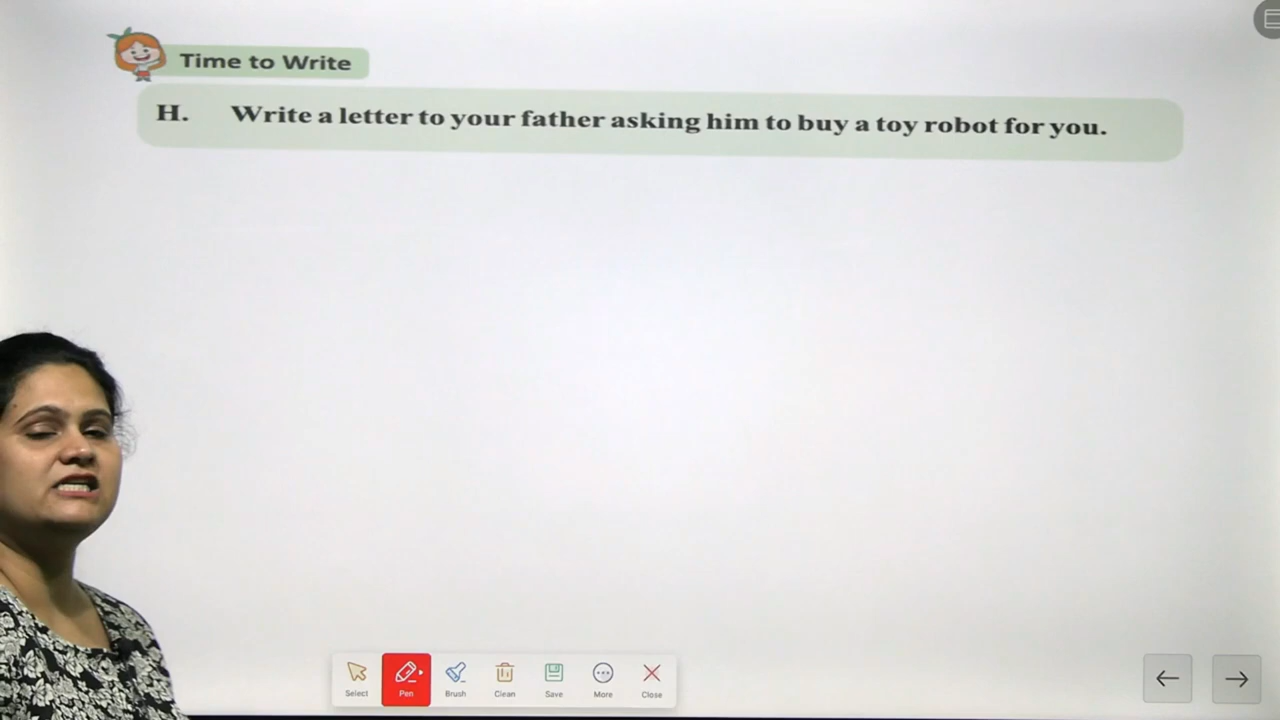 Time to Write
H. Write a letter to your father asking him to buy a toy robot for you.
Select Pen Brush Clean Save More Close